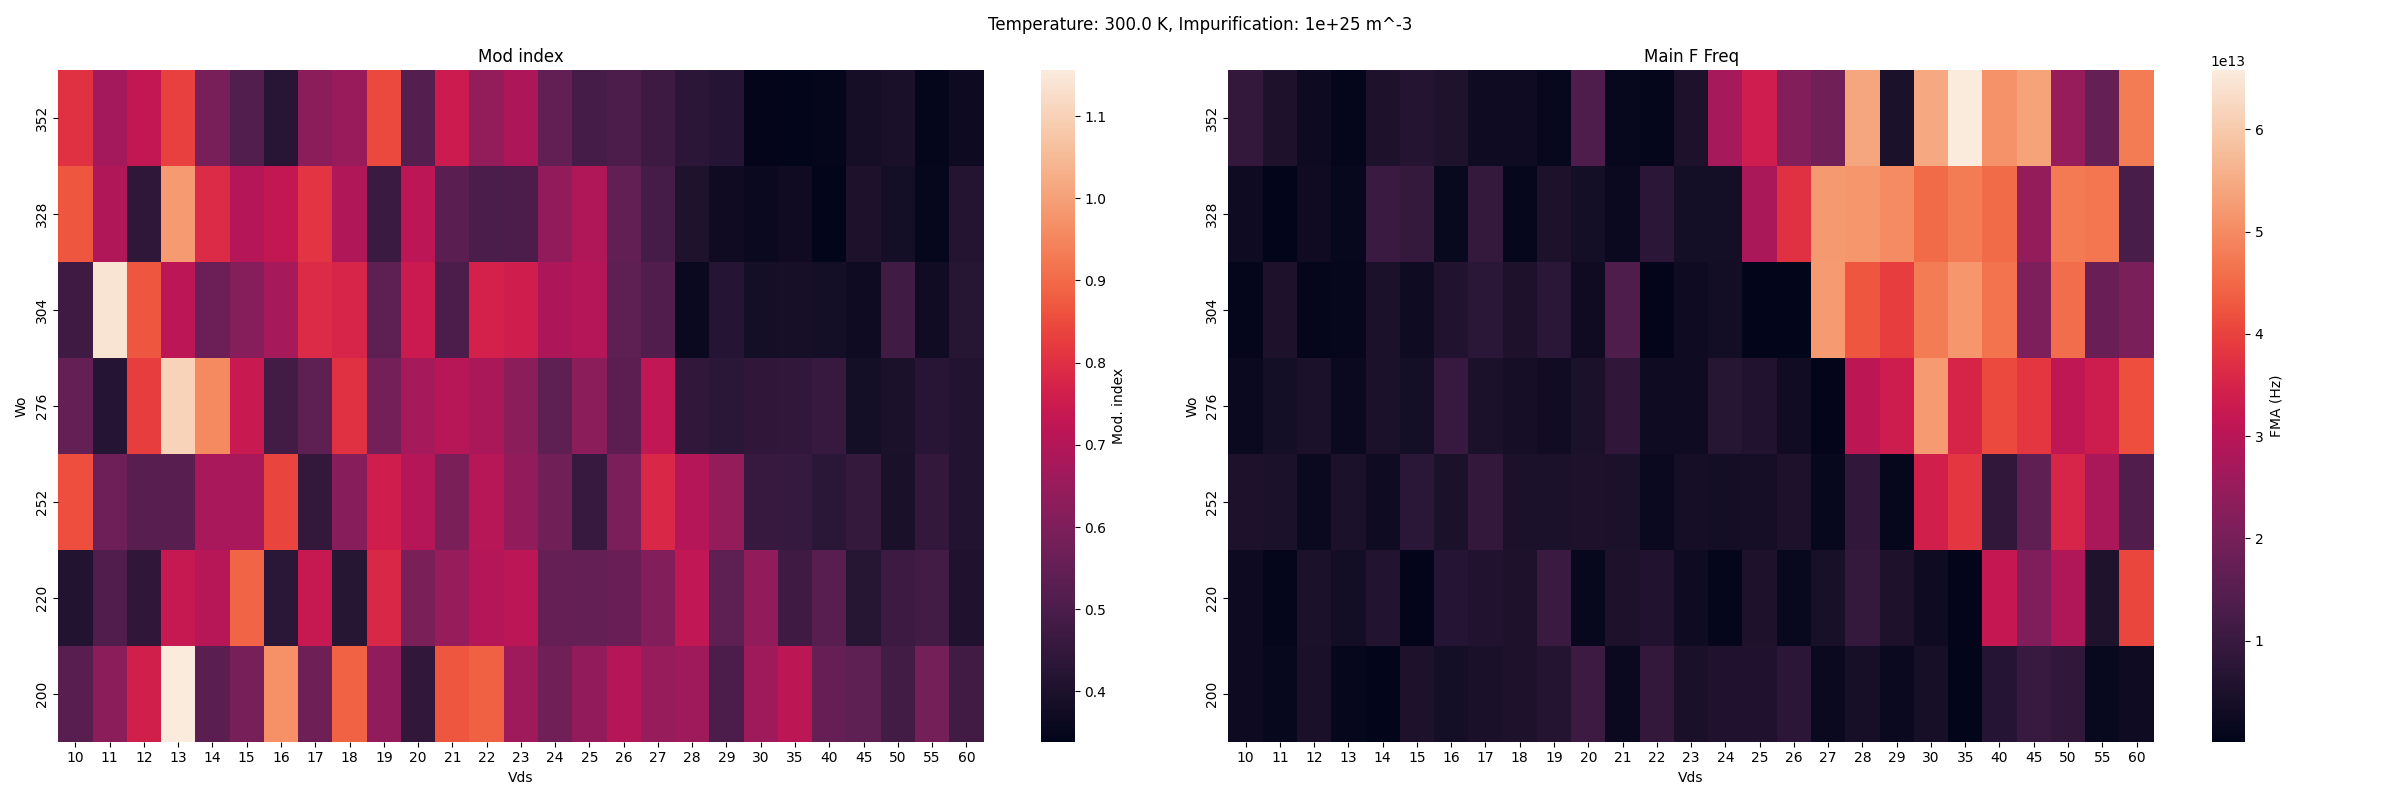 Temperature: 300.0 K, Impurification: 1e+25 m^-3
Mod index
352
328
304
276
252
220
200
Wo
10 11 12 13 14 15 16 17 18 19 20 21 22 23 24 25 26 27 28 29 30 35 40 45 50 55 60
Vds
1.1
1.0
0.9
0.8
0.7
0.6
0.5
0.4
Mod. index
Main F Freq
352
328
304
276
252
220
200
Wo
10 11 12 13 14 15 16 17 18 19 20 21 22 23 24 25 26 27 28 29 30 35 40 45 50 55 60
Vds
1e13
6
5
4
3
2
1
FMA (Hz)